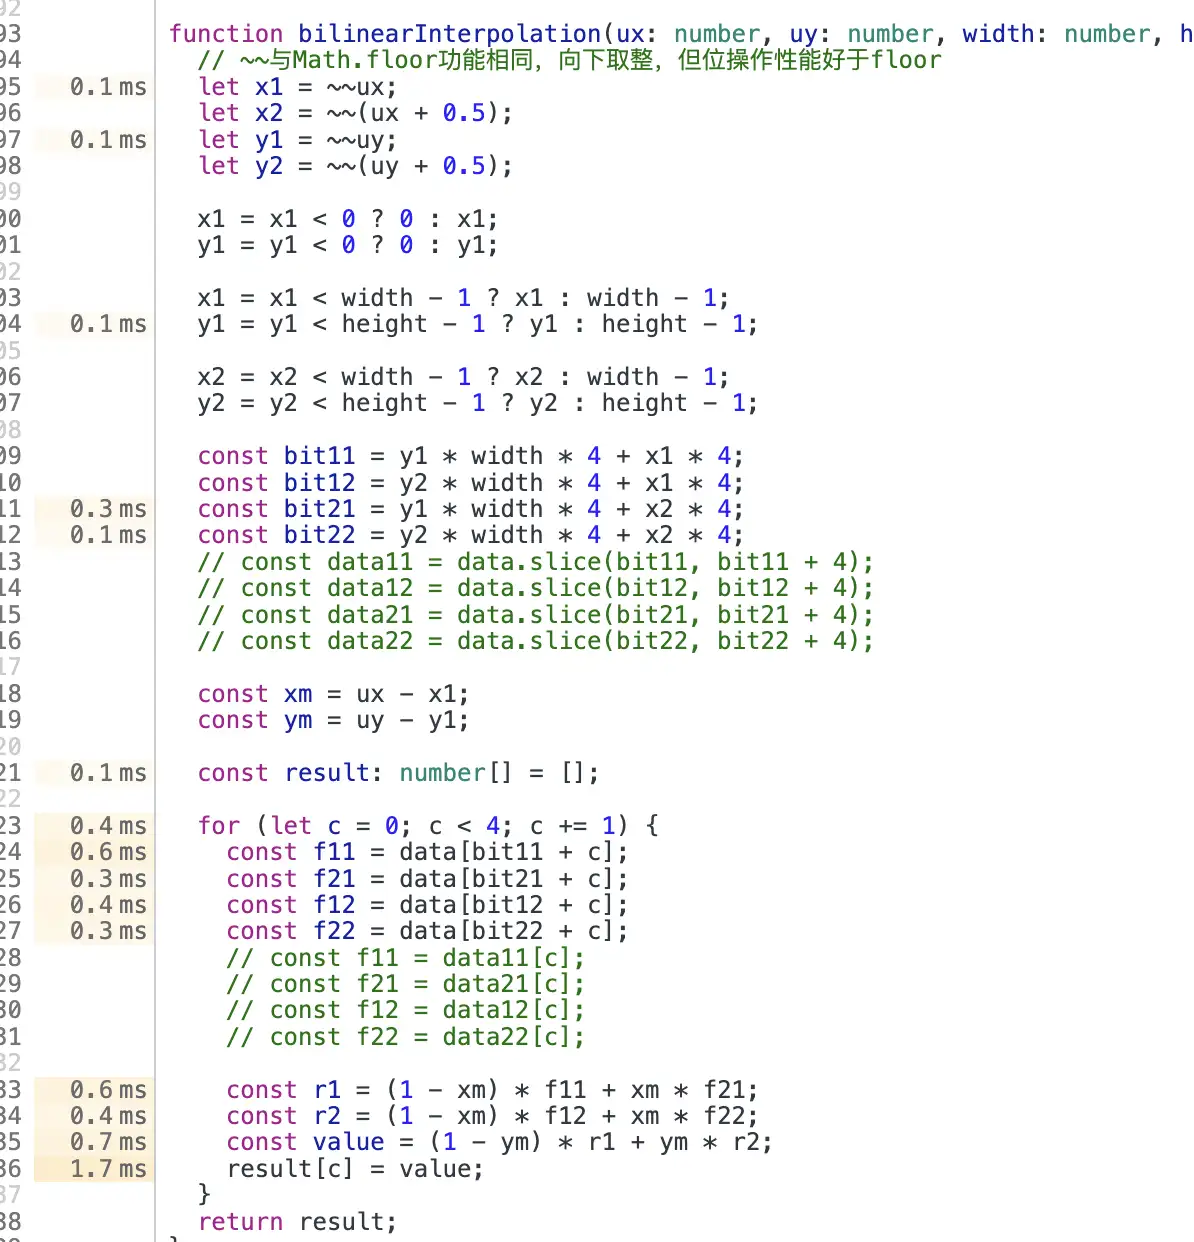 92
93 function bilinearInterpolation(ux: number, uy: number, width: number, h
94 // ~~与Math.floor功能相同，向下取整，但位操作性能好于floor
95 0.1 ms let x1 = ~~ux;
96 let x2 = ~~(ux + 0.5);
97 0.1 ms let y1 = ~~uy;
98 let y2 = ~~(uy + 0.5);
99
00 x1 = x1 < 0 ? 0 : x1;
01 y1 = y1 < 0 ? 0 : y1;
02
03 x1 = x1 < width - 1 ? x1 : width - 1;
04 0.1 ms y1 = y1 < height - 1 ? y1 : height - 1;
05
06 x2 = x2 < width - 1 ? x2 : width - 1;
07 y2 = y2 < height - 1 ? y2 : height - 1;
08
09 const bit11 = y1 * width * 4 + x1 * 4;
10 const bit12 = y2 * width * 4 + x1 * 4;
11 0.3 ms const bit21 = y1 * width * 4 + x2 * 4;
12 0.1 ms const bit22 = y2 * width * 4 + x2 * 4;
13 // const data11 = data.slice(bit11, bit11 + 4);
14 // const data12 = data.slice(bit12, bit12 + 4);
15 // const data21 = data.slice(bit21, bit21 + 4);
16 // const data22 = data.slice(bit22, bit22 + 4);
17
18 const xm = ux - x1;
19 const ym = uy - y1;
20
21 0.1 ms const result: number[] = [];
22
23 0.4 ms for (let c = 0; c < 4; c += 1) {
24 0.6 ms const f11 = data[bit11 + c];
25 0.3 ms const f21 = data[bit21 + c];
26 0.4 ms const f12 = data[bit12 + c];
27 0.3 ms const f22 = data[bit22 + c];
28 // const f11 = data11[c];
29 // const f21 = data21[c];
30 // const f12 = data12[c];
31 // const f22 = data22[c];
32
33 0.6 ms const r1 = (1 - xm) * f11 + xm * f21;
34 0.4 ms const r2 = (1 - xm) * f12 + xm * f22;
35 0.7 ms const value = (1 - ym) * r1 + ym * r2;
36 1.7 ms result[c] = value;
37 }
38 return result;